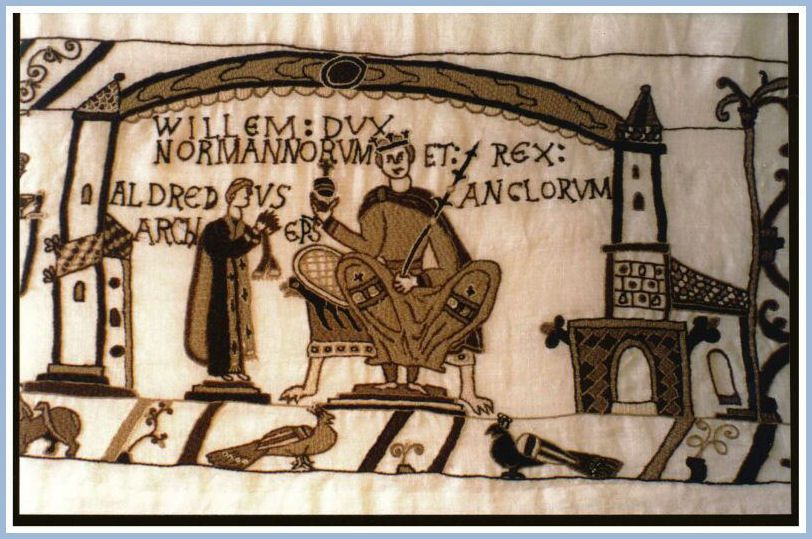 WILLEM : DVX
NORMANNORVM ET : REX :
ALDRED VS ANGLORVM
ARCH EPS